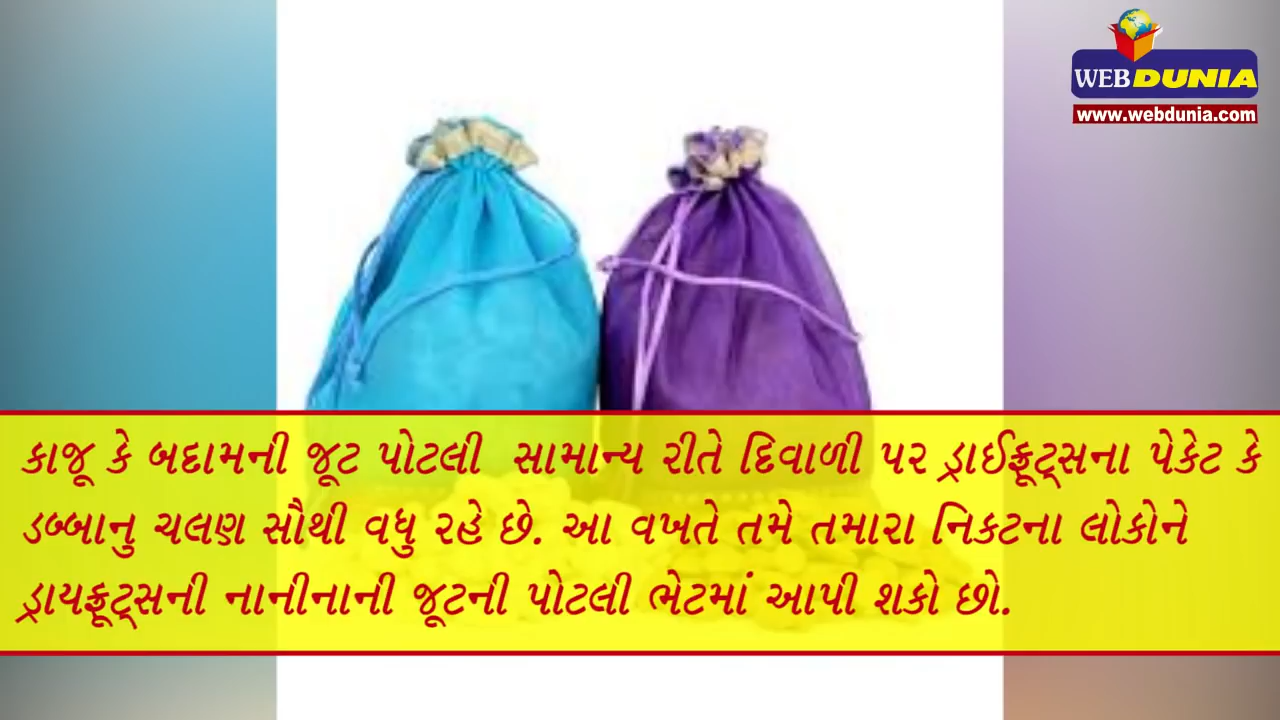 WEBDUNIA
www.webdunia.com
કાજૂ કે બદામની જૂટ પોટલી સામાન્ય રીતે દિવાળી પર ડ્રાઈફ્રૂટ્સના પેકેટ કે
ડબ્બાનુ ચલણ સૌથી વધુ રહે છે. આ વખતે તમે તમારા નિકટના લોકોને
ડ્રાયફ્રૂટ્સની નાનીનાની જૂટની પોટલી ભેટમાં આપી શકો છો.